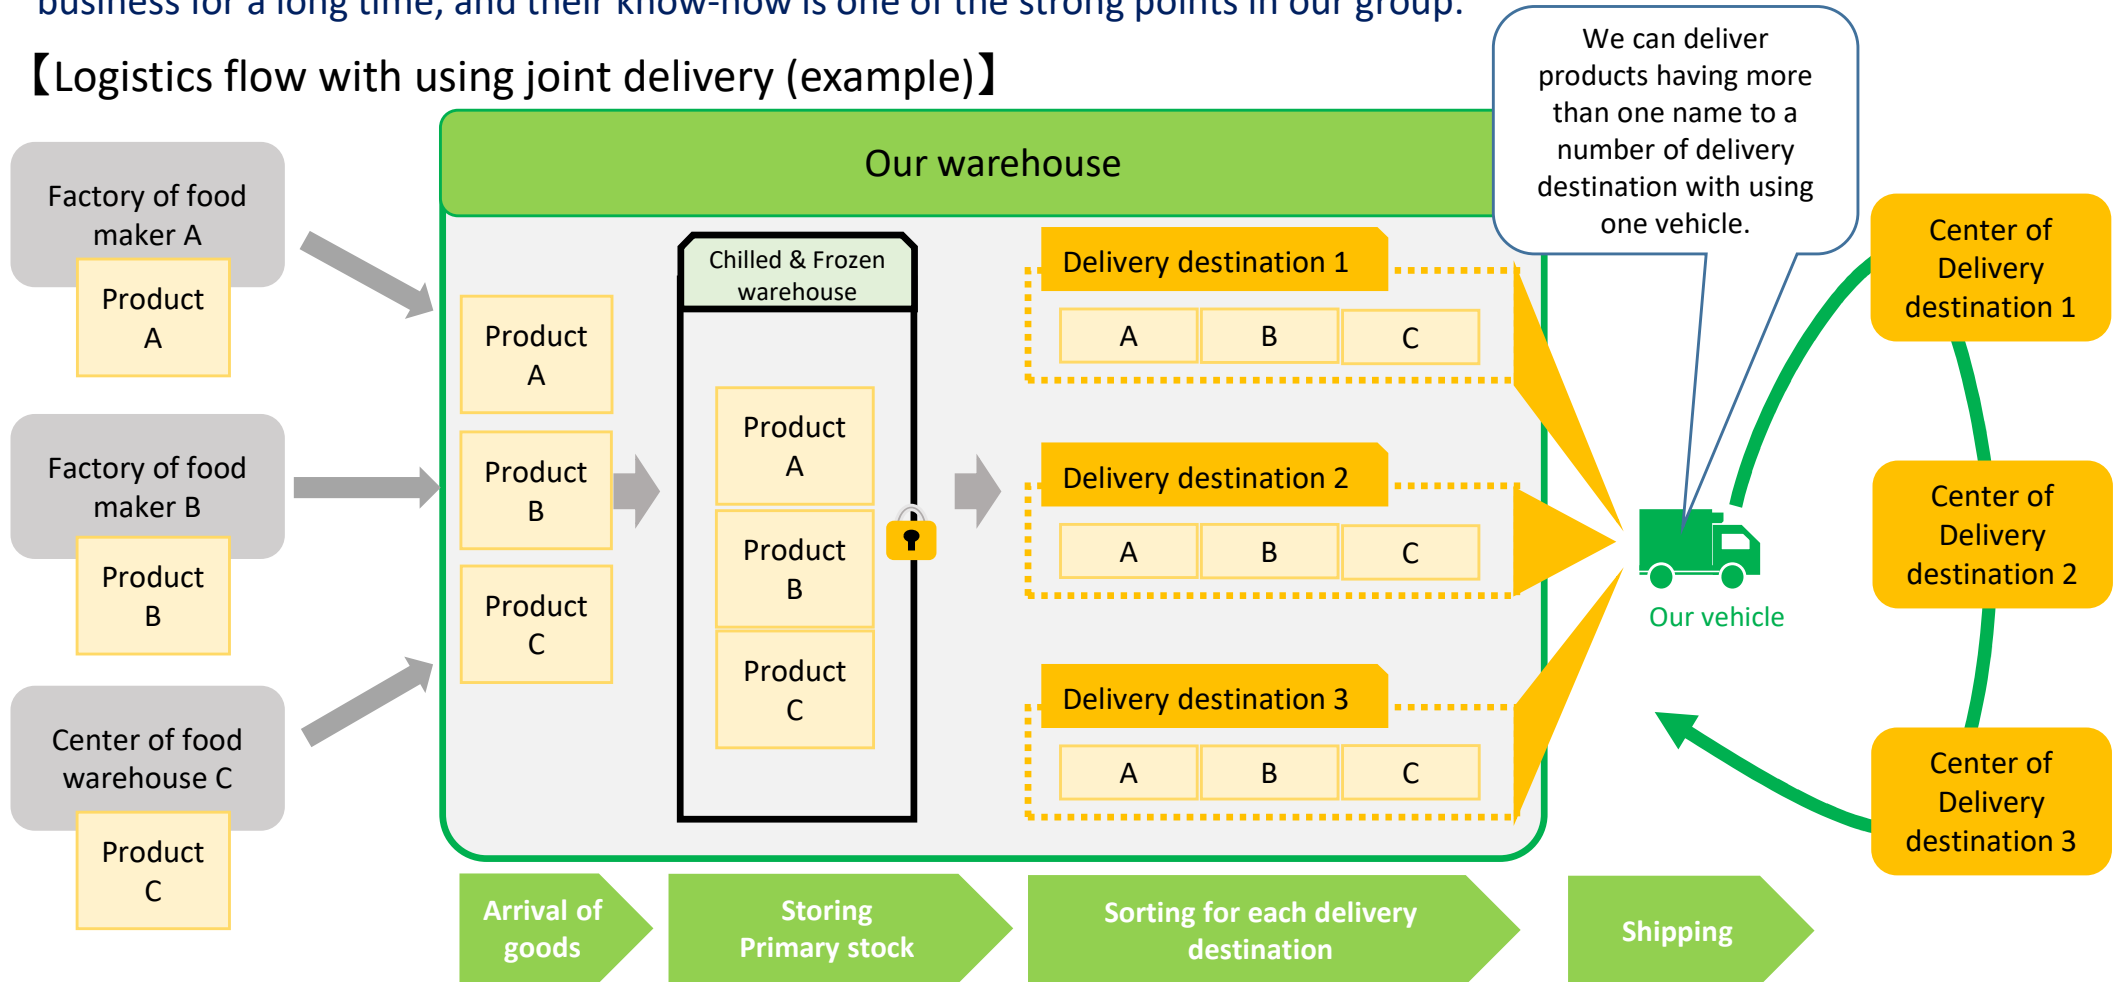 business for a long time, and their know-how is one of the strong points in our group.
【Logistics flow with using joint delivery (example)】
We can deliver
products having more
than one name to a
number of delivery
destination with using
one vehicle.
Our warehouse
Factory of food
maker A
Product
A
Factory of food
maker B
Product
B
Center of food
warehouse C
Product
C
Product
A
Product
B
Product
C
Chilled & Frozen
warehouse
Product
A
Product
B
Product
C
Delivery destination 1
A B C
Delivery destination 2
A B C
Delivery destination 3
A B C
Our vehicle
Center of
Delivery
destination 1
Center of
Delivery
destination 2
Center of
Delivery
destination 3
Arrival of
goods
Storing
Primary stock
Sorting for each delivery
destination
Shipping